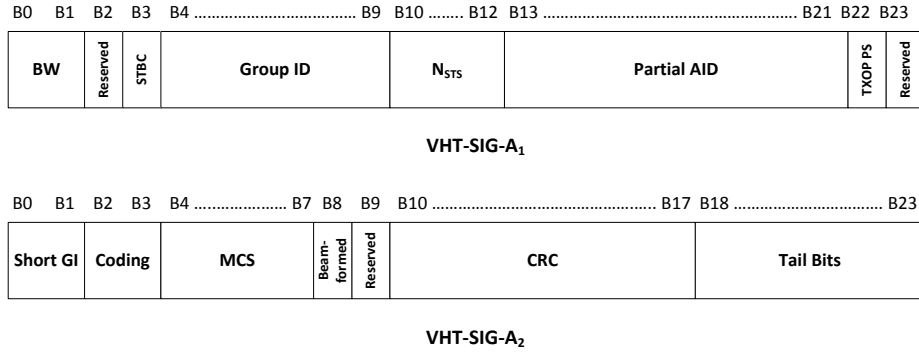 B0 B1 B2 B3 B4 .................................... B9 B10 ........ B12 B13 ............................................................... B21 B22 B23
BW Reserved STBC Group ID N_STS Partial AID TXOP PS Reserved
VHT-SIG-A₁
B0 B1 B2 B3 B4 ..................... B7 B8 B9 B10 .................................................. B17 B18 ................................. B23
Short GI Coding MCS Beam-formed Reserved CRC Tail Bits
VHT-SIG-A₂